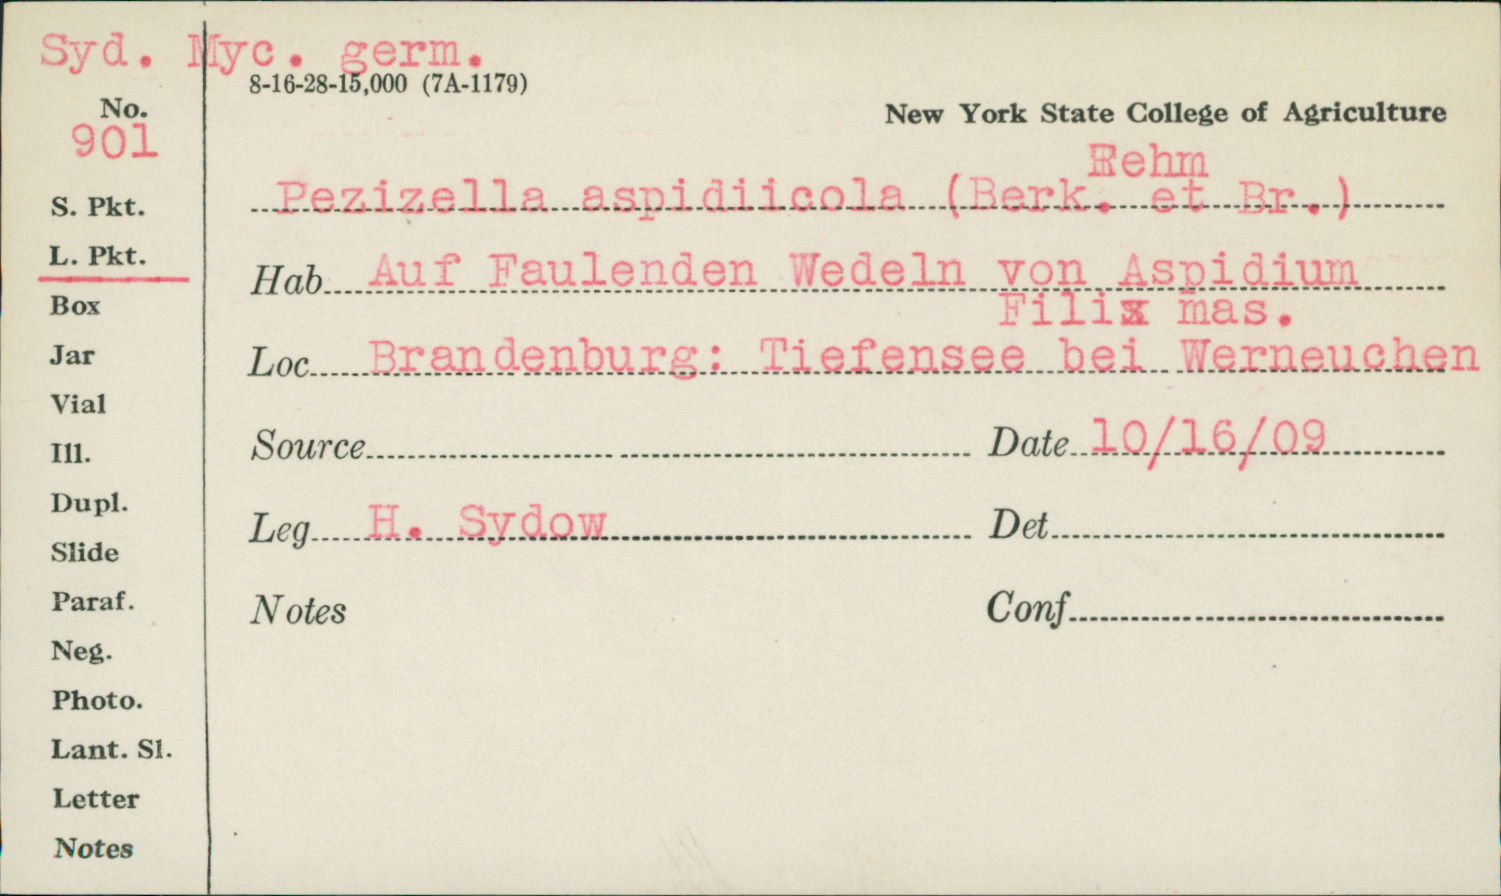 Syd. Myc. germ.
8-16-28-15,000 (7A-1179)
No.
901
New York State College of Agriculture
Rehm
Pezizella aspidiicola (Berk. et Br.)
S. Pkt.
L. Pkt.
Box
Jar
Vial
Ill.
Dupl.
Slide
Paraf.
Neg.
Photo.
Lant. Sl.
Letter
Notes
Hab. Auf Faulenden Wedeln von Aspidium
Filix mas.
Loc. Brandenburg: Tiefensee bei Werneuchen
Source
Date 10/16/09
Leg. H. Sydow
Det.
Notes
Conf.